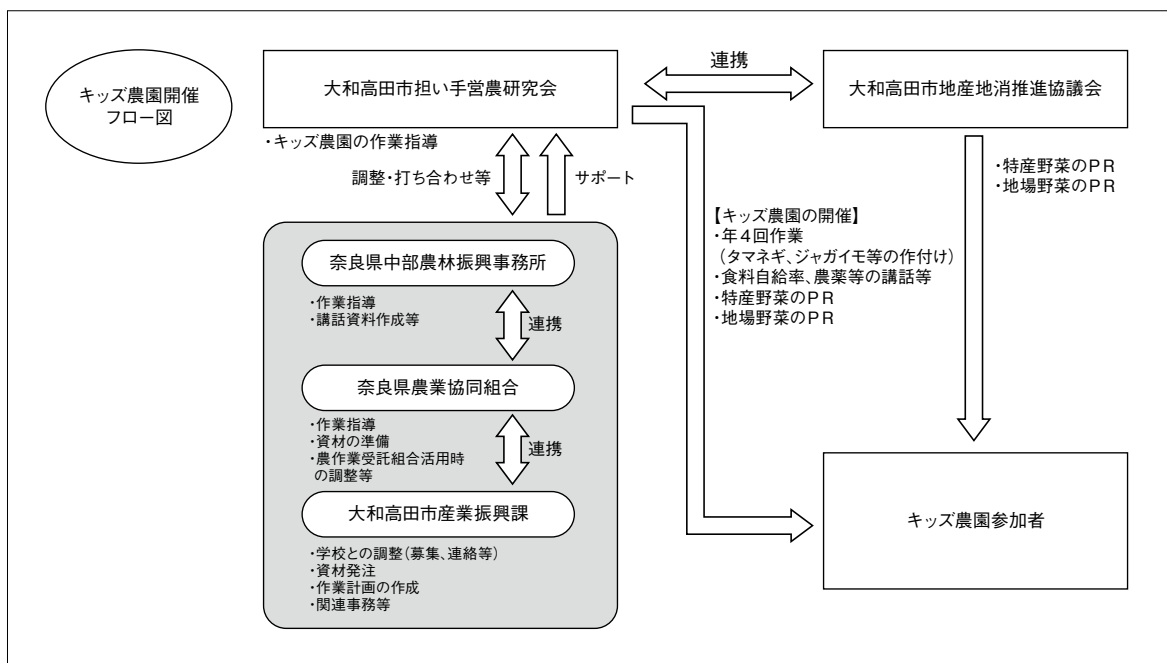 キッズ農園開催
フロー図
大和高田市担い手営農研究会
・キッズ農園の作業指導
連携
大和高田市地産地消推進協議会
・特産野菜のＰＲ
・地場野菜のＰＲ
調整・打ち合わせ等
サポート
【キッズ農園の開催】
・年４回作業
（タマネギ、ジャガイモ等の作付け）
・食料自給率、農薬等の講話等
・特産野菜のＰＲ
・地場野菜のＰＲ
奈良県中部農林振興事務所
・作業指導
・講話資料作成等
連携
奈良県農業協同組合
・作業指導
・資材の準備
・農作業受託組合活用時
の調整等
連携
大和高田市産業振興課
・学校との調整（募集、連絡等）
・資材発注
・作業計画の作成
・関連事務等
キッズ農園参加者